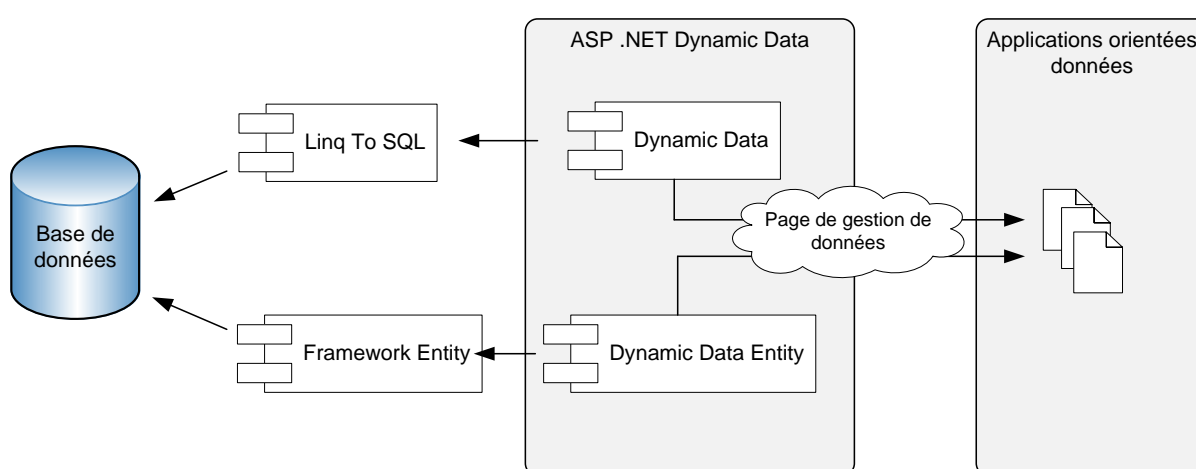 ASP .NET Dynamic Data
Applications orientées
données
Linq To SQL
Dynamic Data
Base de
données
Page de gestion de
données
Framework Entity
Dynamic Data Entity